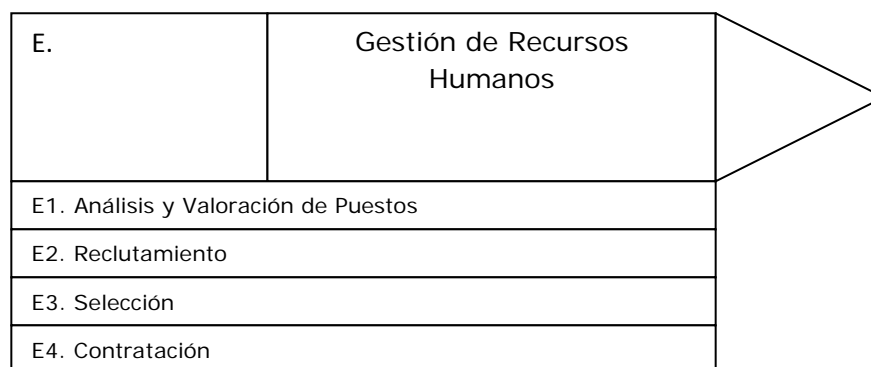 E.
Gestión de Recursos
Humanos
E1. Análisis y Valoración de Puestos
E2. Reclutamiento
E3. Selección
E4. Contratación